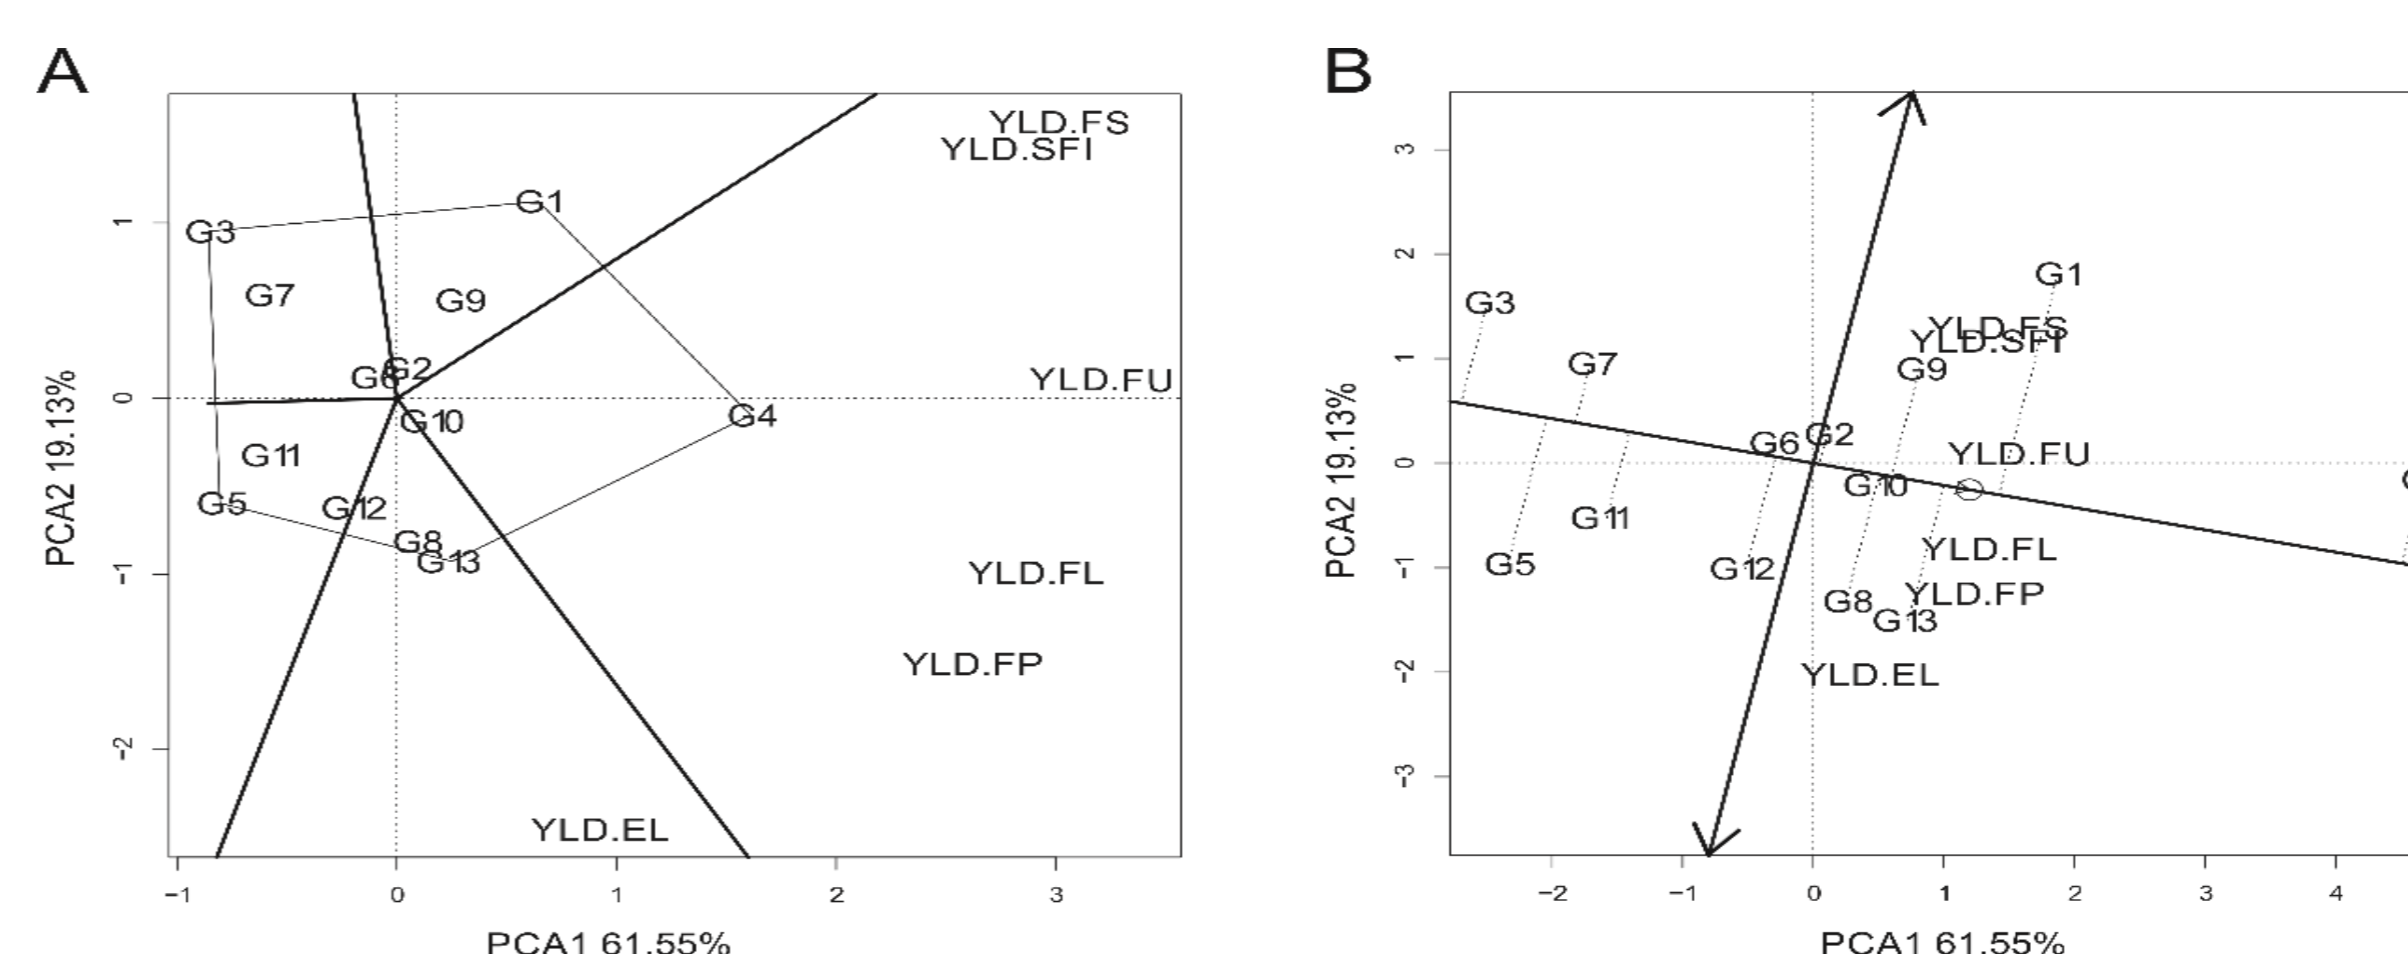 A
YLD.FS
YLD.SFI
G1
1
G3
G7
G9
G2
G6
YLD.FU
0
G10
G4
G11
G5
G12
G8
G13
-1
YLD.FL
YLD.FP
-2
YLD.EL
−1 0 1 2 3
PCA1 61.55%
PCA2 19.13%
B
3
2
G1
G3
YLD.FS
YLD.SFI
1
G7
G9
G2
G6
YLD.FU
0
G10
G11
YLD.FL
-1
G5
G12
YLD.FP
G8
G13
-2
YLD.EL
-3
−2 −1 0 1 2 3 4
PCA1 61.55%
PCA2 19.13%